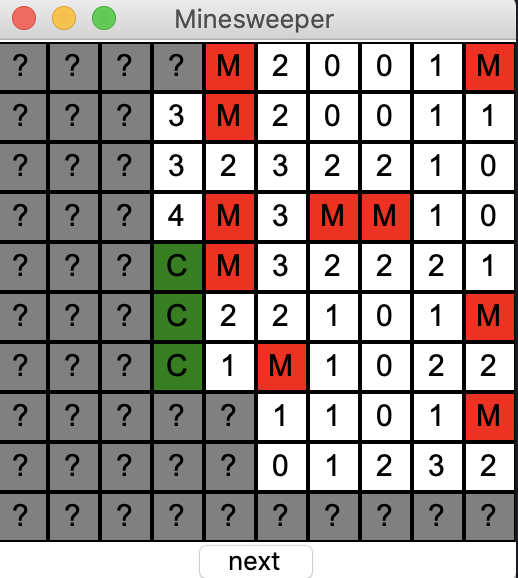 Minesweeper
? ? ? ? M 2 0 0 1 M
? ? ? 3 M 2 0 0 1 1
? ? ? 3 2 3 2 2 1 0
? ? ? 4 M 3 M M 1 0
? ? ? C M 3 2 2 2 1
? ? ? C 2 2 1 0 1 M
? ? ? C 1 M 1 0 2 2
? ? ? ? ? 1 1 0 1 M
? ? ? ? ? 0 1 2 3 2
? ? ? ? ? ? ? ? ? ?
next